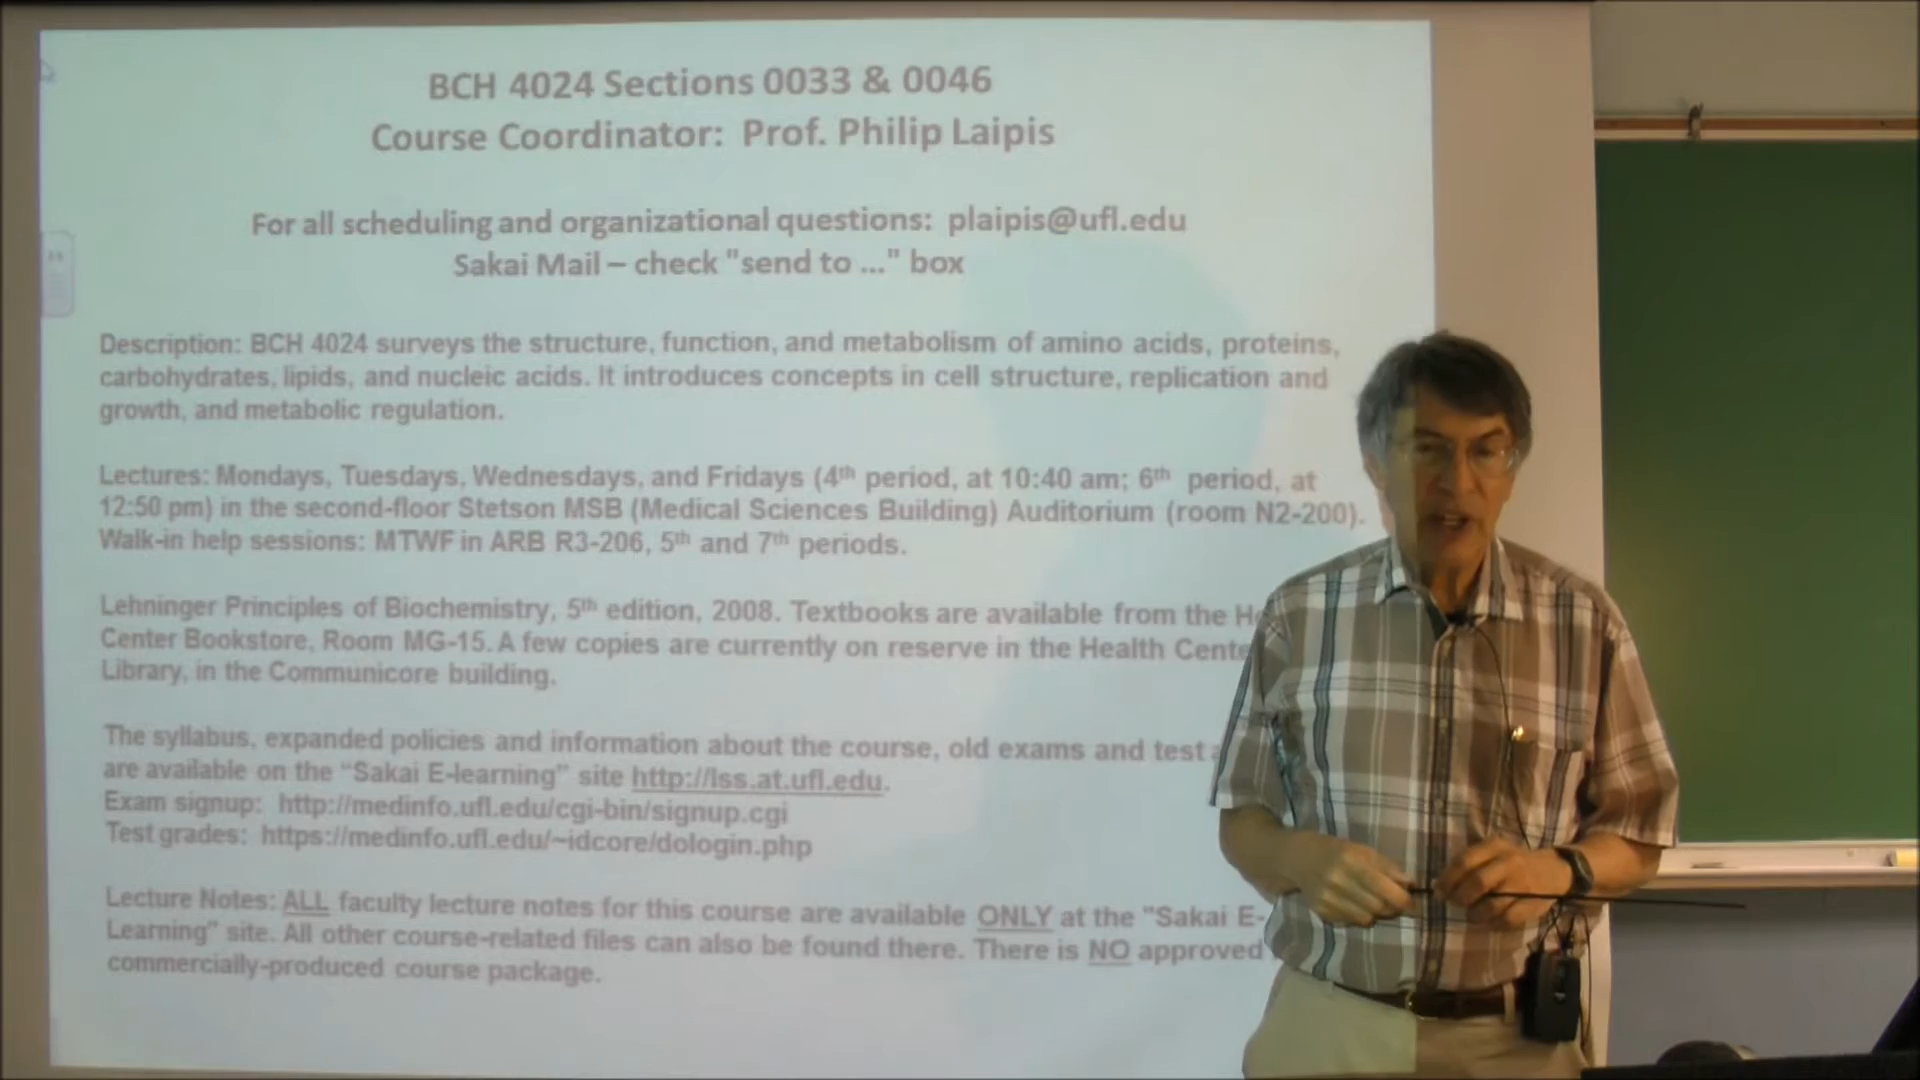 BCH 4024 Sections 0033 & 0046
Course Coordinator: Prof. Philip Laipis
For all scheduling and organizational questions: plaipis@ufl.edu
Sakai Mail – check "send to ..." box
Description: BCH 4024 surveys the structure, function, and metabolism of amino acids, proteins,
carbohydrates, lipids, and nucleic acids. It introduces concepts in cell structure, replication and
growth, and metabolic regulation.
Lectures: Mondays, Tuesdays, Wednesdays, and Fridays (4th period, at 10:40 am; 6th period, at
12:50 pm) in the second-floor Stetson MSB (Medical Sciences Building) Auditorium (room N2-200).
Walk-in help sessions: MTWF in ARB R3-206, 5th and 7th periods.
Lehninger Principles of Biochemistry, 5th edition, 2008. Textbooks are available from the
Center Bookstore, Room MG-15. A few copies are currently on reserve in the Health
Library, in the Communicore building.
The syllabus, expanded policies and information about the course, old exams and test
are available on the “Sakai E-learning” site http://lss.at.ufl.edu.
Exam signup: http://medinfo.ufl.edu/cgi-bin/signup.cgi
Test grades: https://medinfo.ufl.edu/~idcore/dologin.php
Lecture Notes: ALL faculty lecture notes for this course are available ONLY at the "Sakai E-
Learning" site. All other course-related files can also be found there. There is NO approved
commercially-produced course package.